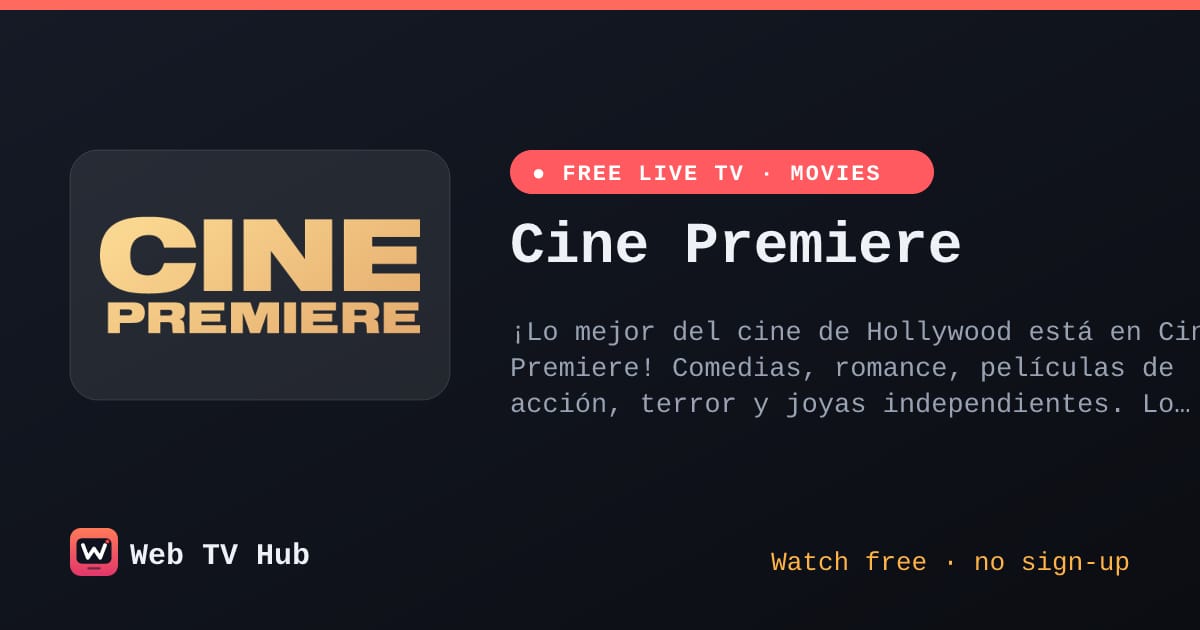 CINE
PREMIERE
• FREE LIVE TV · MOVIES
Cine Premiere
¡Lo mejor del cine de Hollywood está en Cin
Premiere! Comedias, romance, películas de
acción, terror y joyas independientes. Lo…
Web TV Hub
Watch free · no sign-up